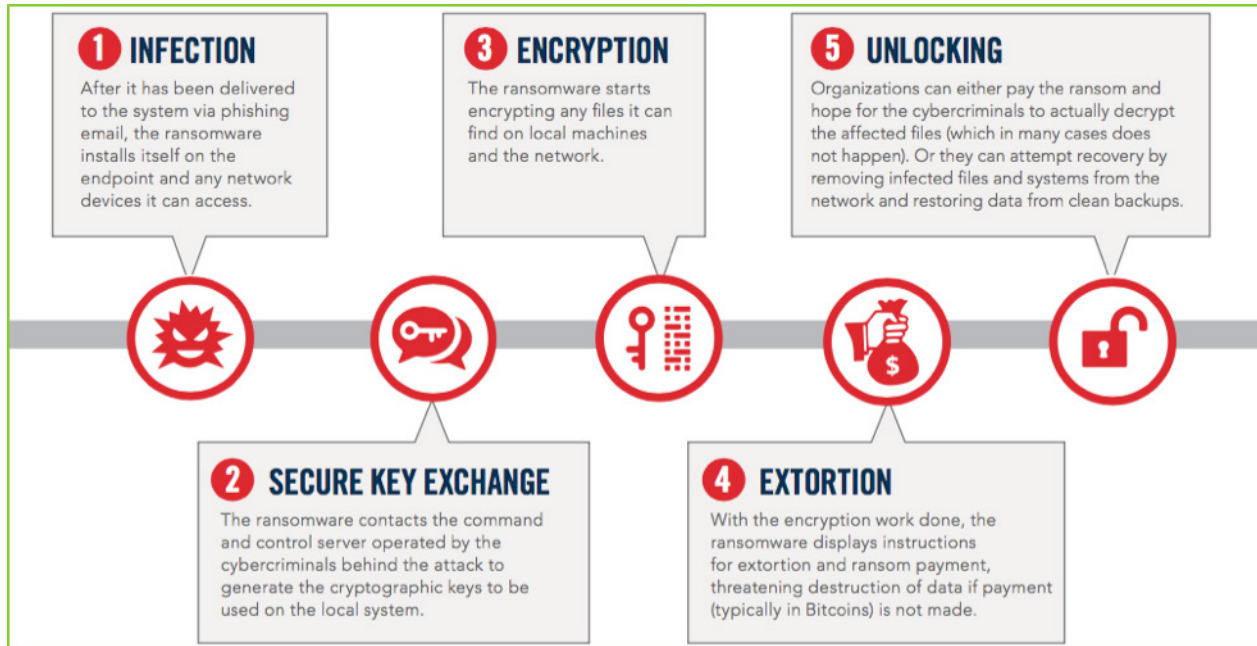 1 INFECTION
After it has been delivered
to the system via phishing
email, the ransomware
installs itself on the
endpoint and any network
devices it can access.
2 SECURE KEY EXCHANGE
The ransomware contacts the command
and control server operated by the
cybercriminals behind the attack to
generate the cryptographic keys to be
used on the local system.
3 ENCRYPTION
The ransomware starts
encrypting any files it can
find on local machines
and the network.
4 EXTORTION
With the encryption work done, the
ransomware displays instructions
for extortion and ransom payment,
threatening destruction of data if payment
(typically in Bitcoins) is not made.
$
5 UNLOCKING
Organizations can either pay the ransom and
hope for the cybercriminals to actually decrypt
the affected files (which in many cases does
not happen). Or they can attempt recovery by
removing infected files and systems from the
network and restoring data from clean backups.